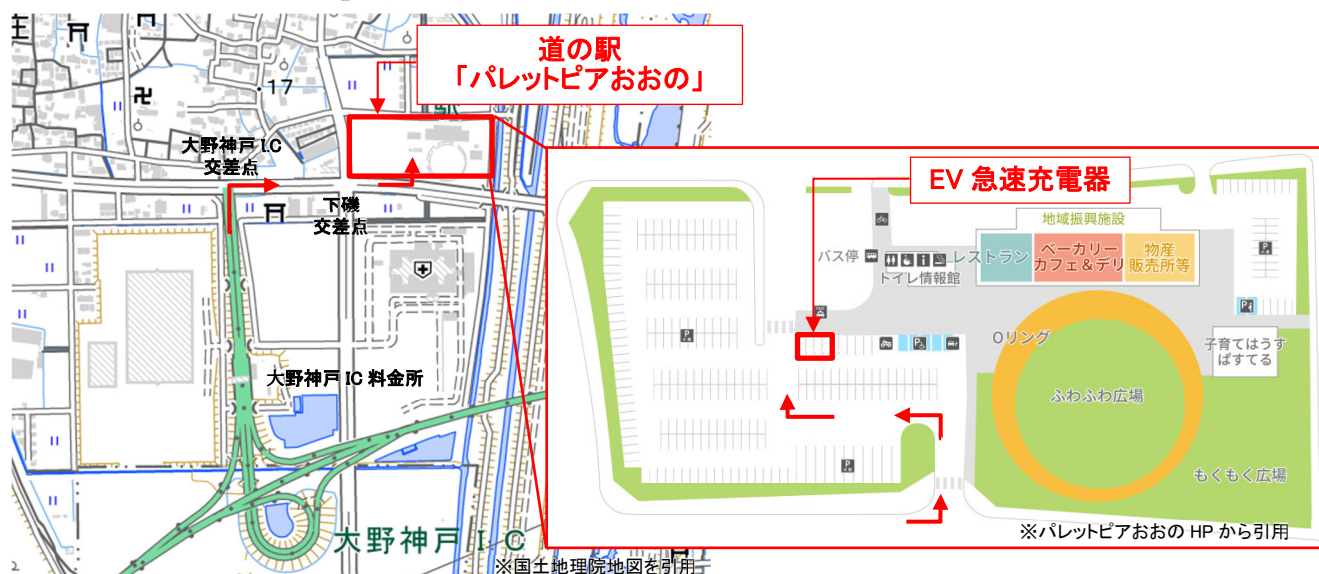 道の駅
「パレットピアおおの」
・17
大野神戸 I.C
交差点
下磯
交差点
大野神戸 IC 料金所
大野神戸 I C
※国土地理院地図を引用
EV 急速充電器
地域振興施設
バス停
トイレ情報館
レストラン
ベーカリー
カフェ&デリ
物産
販売所等
P
P
P
P
Oリング
子育てはうす
ぱすてる
ふわふわ広場
もくもく広場
※パレットピアおおの HP から引用